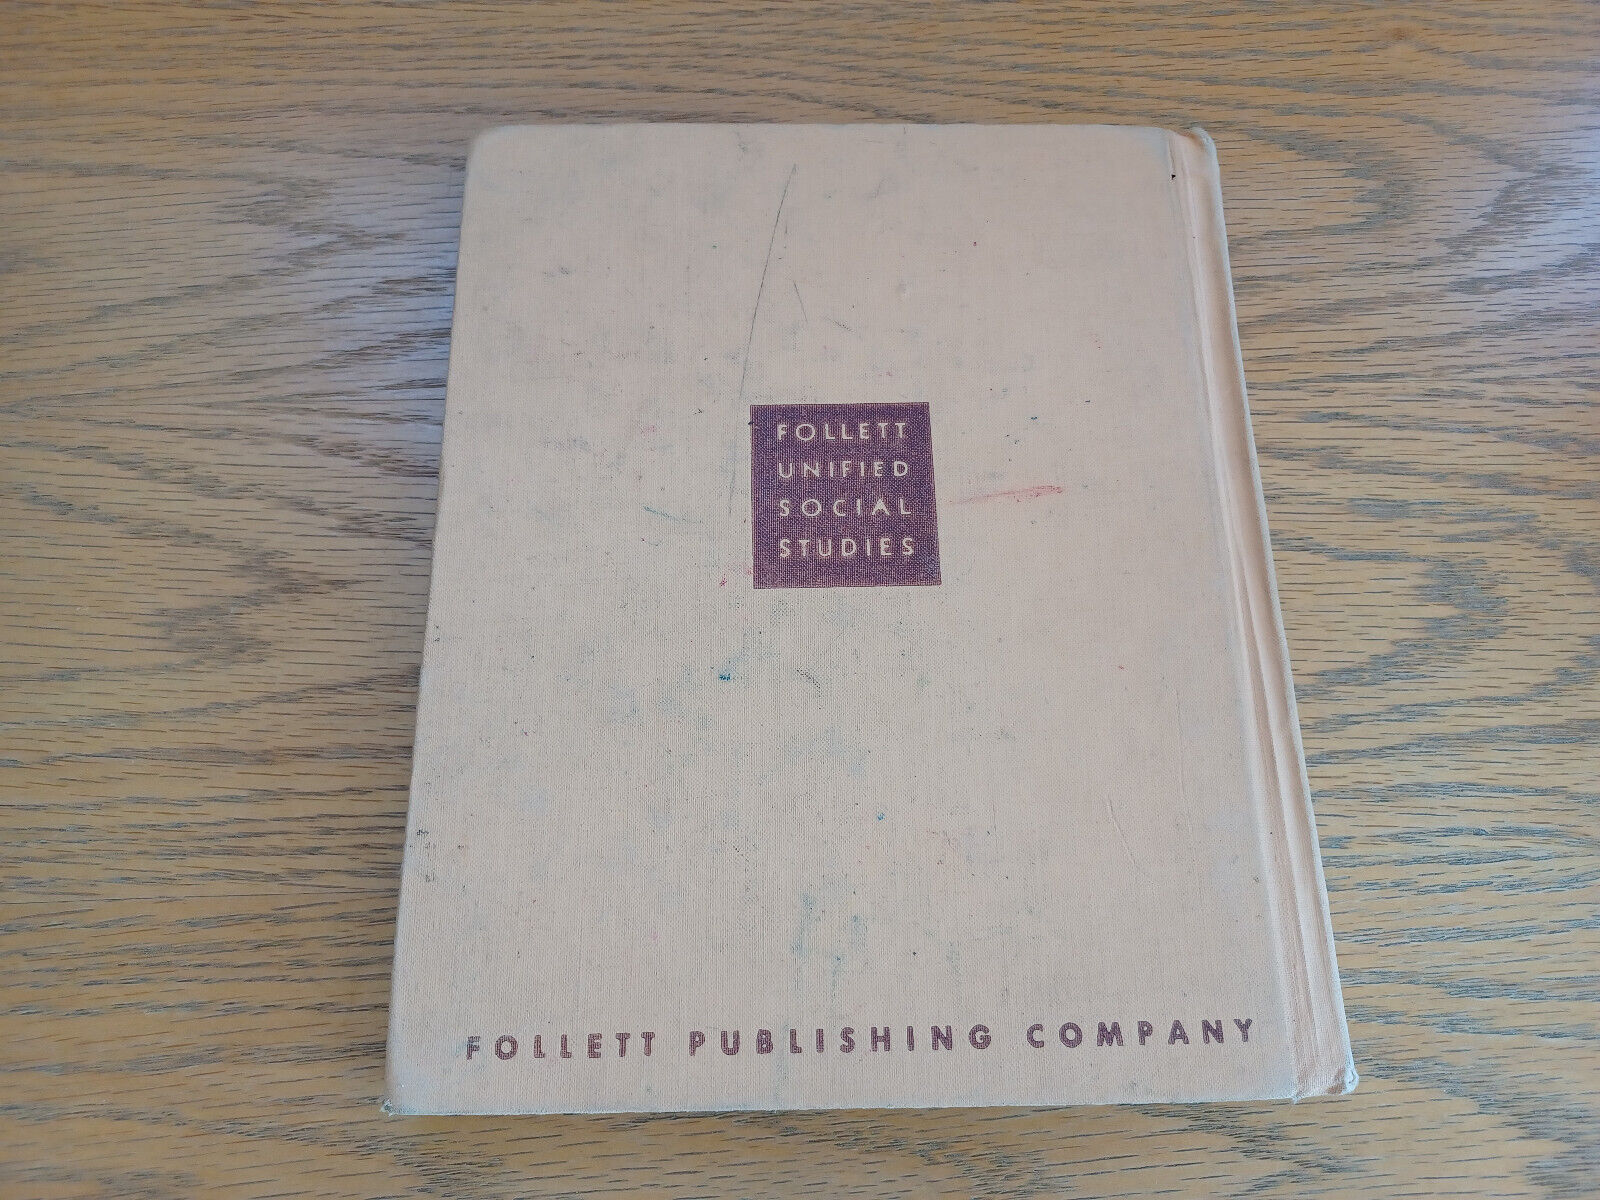 FOLLETT
UNIFIED
SOCIAL
STUDIES
FOLLETT PUBLISHING COMPANY